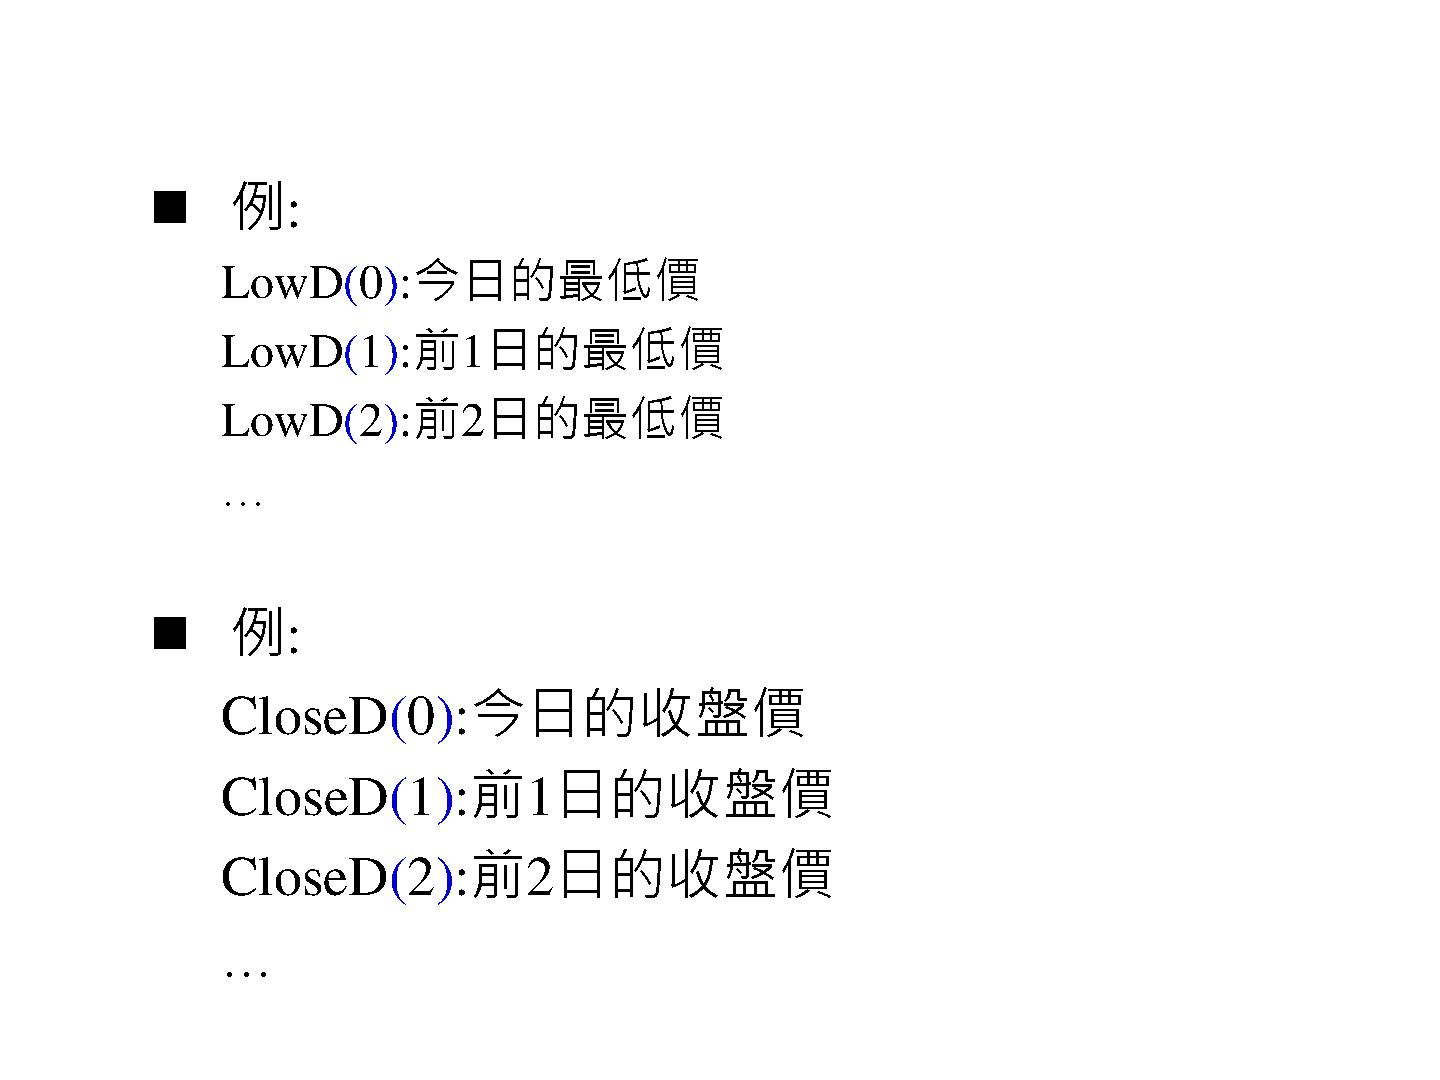 ■ 例:
LowD(0):今日的最低價
LowD(1):前1日的最低價
LowD(2):前2日的最低價
…
■ 例:
CloseD(0):今日的收盤價
CloseD(1):前1日的收盤價
CloseD(2):前2日的收盤價
…